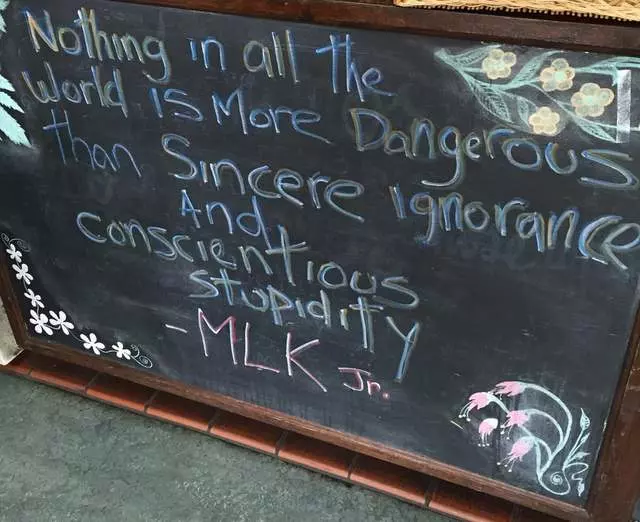 Nothing in all the
World is More Dangerous
than Sincere Ignorance
And
conscientious
stupidity
-MLK Jr.